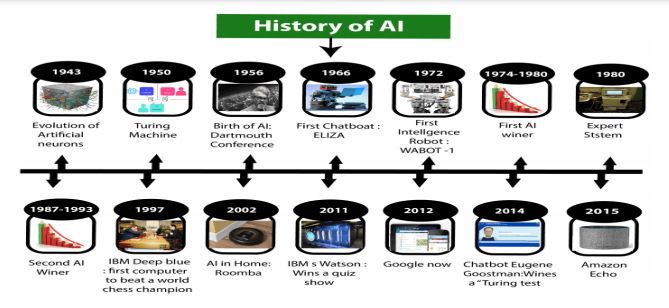 History of AI
1943
1950
1956
1966
1972
1974-1980
1980
Evolution of
Artificial
neurons
Turing
Machine
Birth of AI:
Dartmouth
Conference
First Chatboat :
ELIZA
First
Intellgence
Robot :
WABOT -1
First AI
winer
Expert
Ststem
1987-1993
1997
2002
2011
2012
2014
2015
Second AI
Winer
IBM Deep blue
: first computer
to beat a world
chess champion
AI in Home:
Roomba
IBM s Watson :
Wins a quiz
show
Google now
Chatbot Eugene
Goostman:Wines
a "Turing test
Amazon
Echo